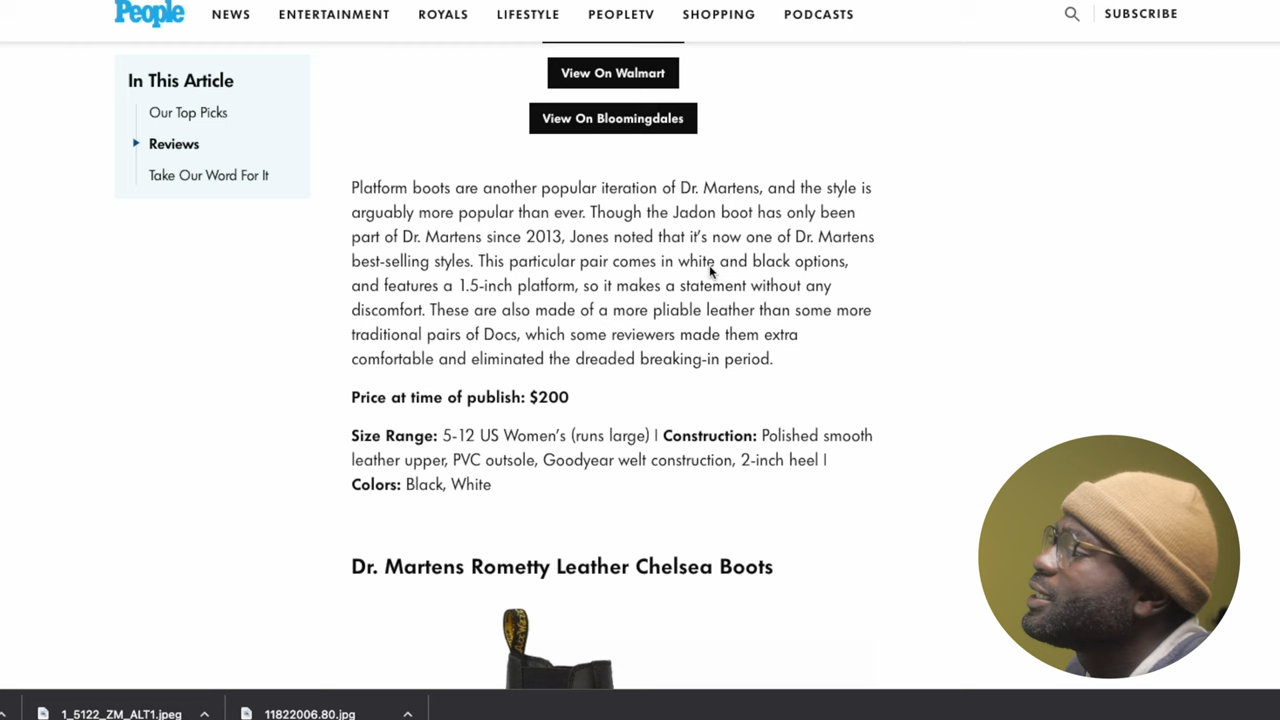 People
NEWS
ENTERTAINMENT
ROYALS
LIFESTYLE
PEOPLETV
SHOPPING
PODCASTS
SUBSCRIBE
In This Article
Our Top Picks
Reviews
Take Our Word For It
View On Walmart
View On Bloomingdales
Platform boots are another popular iteration of Dr. Martens, and the style is
arguably more popular than ever. Though the Jadon boot has only been
part of Dr. Martens since 2013, Jones noted that it's now one of Dr. Martens
best-selling styles. This particular pair comes in white and black options,
and features a 1.5-inch platform, so it makes a statement without any
discomfort. These are also made of a more pliable leather than some more
traditional pairs of Docs, which some reviewers made them extra
comfortable and eliminated the dreaded breaking-in period.
Price at time of publish: $200
Size Range: 5-12 US Women's (runs large) | Construction: Polished smooth
leather upper, PVC outsole, Goodyear welt construction, 2-inch heel |
Colors: Black, White
Dr. Martens Rometty Leather Chelsea Boots
1_5122_ZM_ALT1.jpeg
11822006.80.jpg